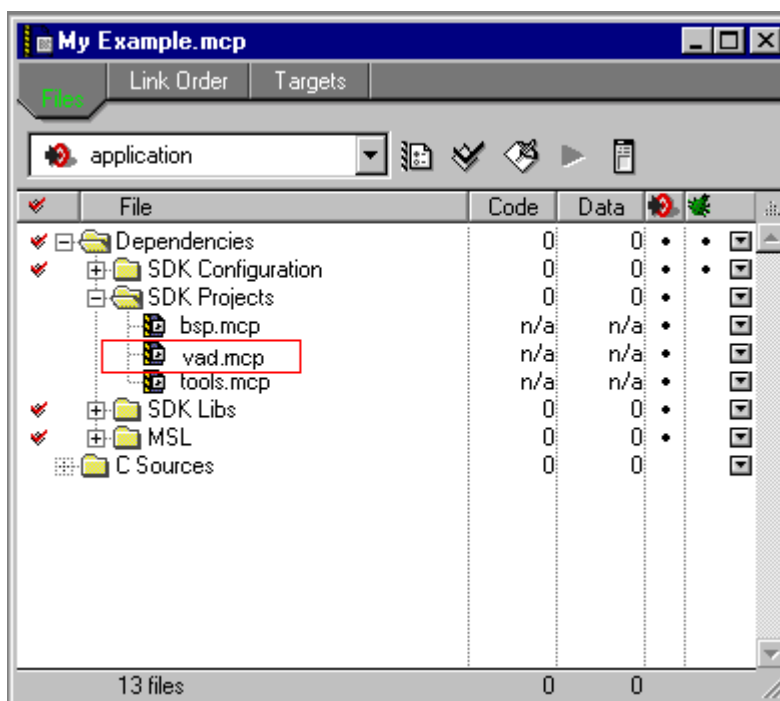 My Example.mcp
Files Link Order Targets
application
File Code Data
Dependencies 0 0
SDK Configuration 0 0
SDK Projects 0 0
bsp.mcp n/a n/a
vad.mcp n/a n/a
tools.mcp n/a n/a
SDK Libs 0 0
MSL 0 0
C Sources 0 0
13 files 0 0